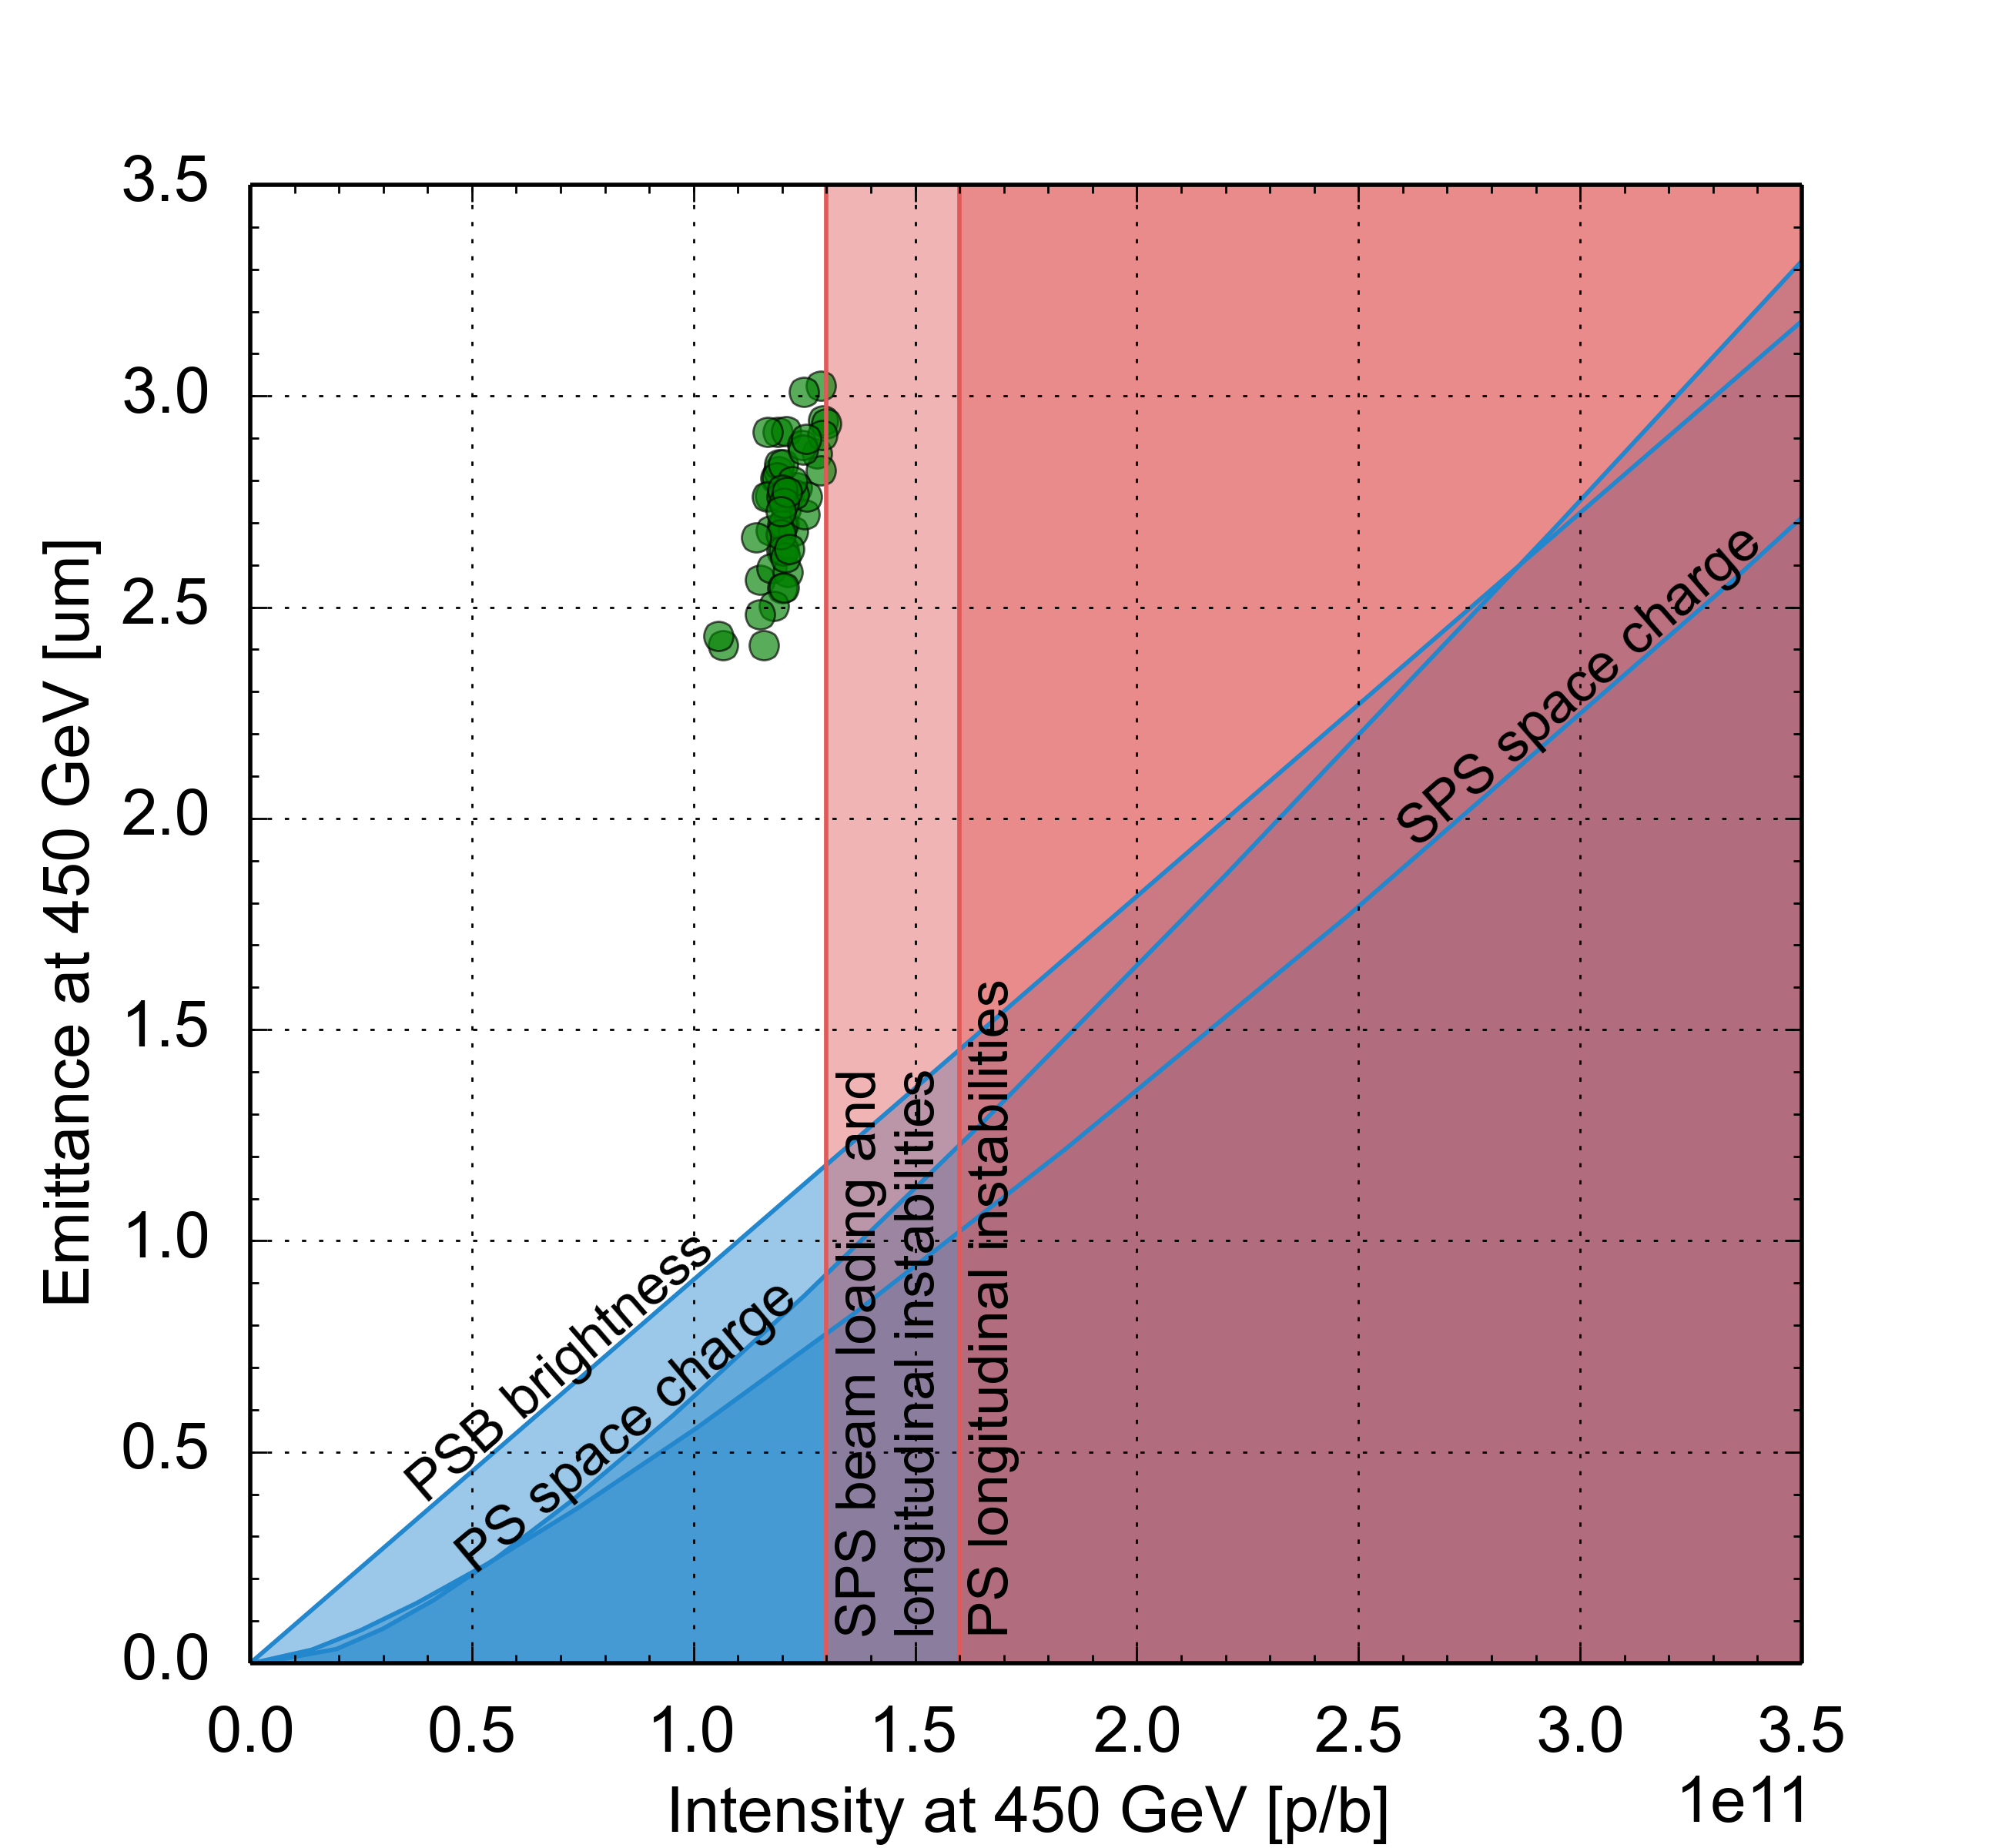 3.5
3.0
2.5
2.0
1.5
1.0
0.5
0.0
Emittance at 450 GeV [um]
PSB brightness
PS space charge
SPS beam loading and
longitudinal instabilities
PS longitudinal instabilities
SPS space charge
0.0 0.5 1.0 1.5 2.0 2.5 3.0 3.5
Intensity at 450 GeV [p/b]
1e11